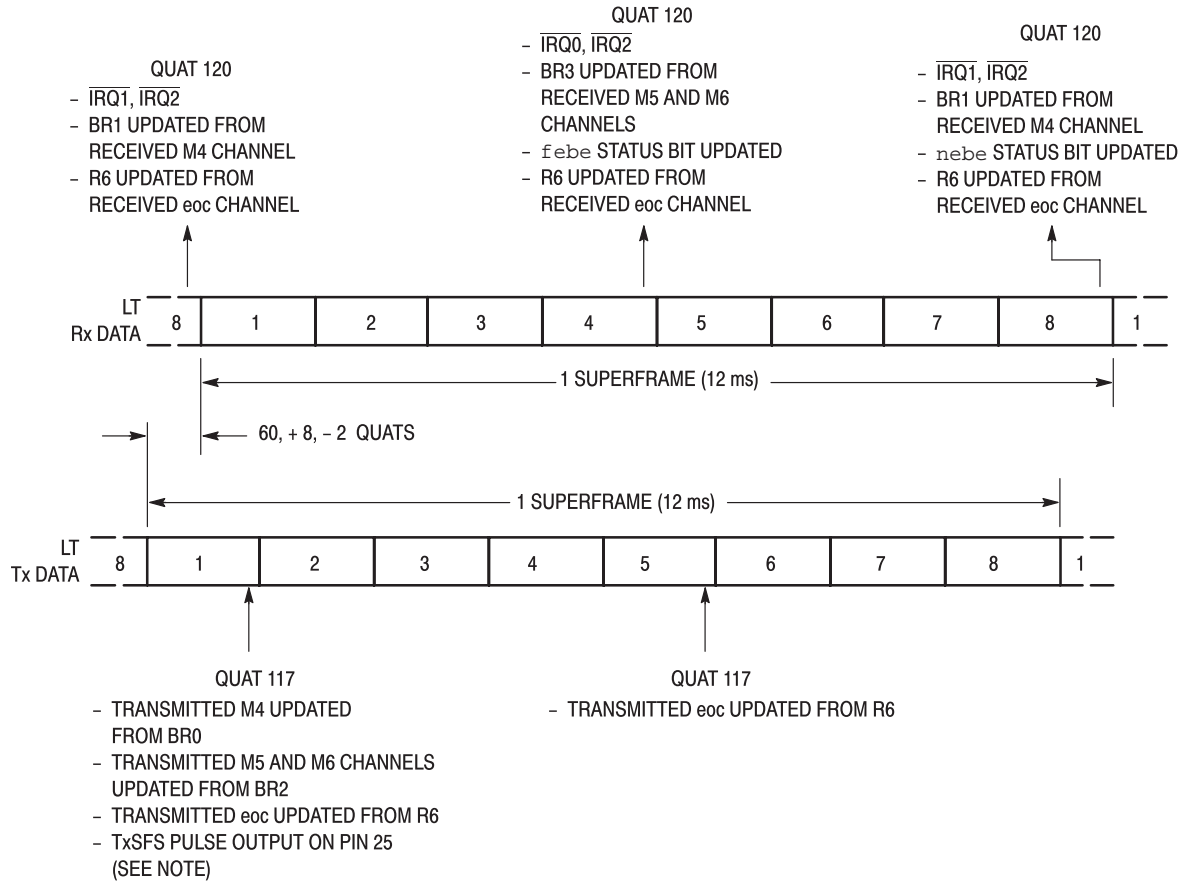 QUAT 120
– IRQ1, IRQ2
– BR1 UPDATED FROM
RECEIVED M4 CHANNEL
– R6 UPDATED FROM
RECEIVED eoc CHANNEL
QUAT 120
– IRQ0, IRQ2
– BR3 UPDATED FROM
RECEIVED M5 AND M6
CHANNELS
– febe STATUS BIT UPDATED
– R6 UPDATED FROM
RECEIVED eoc CHANNEL
QUAT 120
– IRQ1, IRQ2
– BR1 UPDATED FROM
RECEIVED M4 CHANNEL
– nebe STATUS BIT UPDATED
– R6 UPDATED FROM
RECEIVED eoc CHANNEL
LT
Rx DATA
8 1 2 3 4 5 6 7 8 1
1 SUPERFRAME (12 ms)
60, + 8, – 2 QUATS
1 SUPERFRAME (12 ms)
LT
Tx DATA
8 1 2 3 4 5 6 7 8 1
QUAT 117
– TRANSMITTED M4 UPDATED
FROM BR0
– TRANSMITTED M5 AND M6 CHANNELS
UPDATED FROM BR2
– TRANSMITTED eoc UPDATED FROM R6
– TxSFS PULSE OUTPUT ON PIN 25
(SEE NOTE)
QUAT 117
– TRANSMITTED eoc UPDATED FROM R6